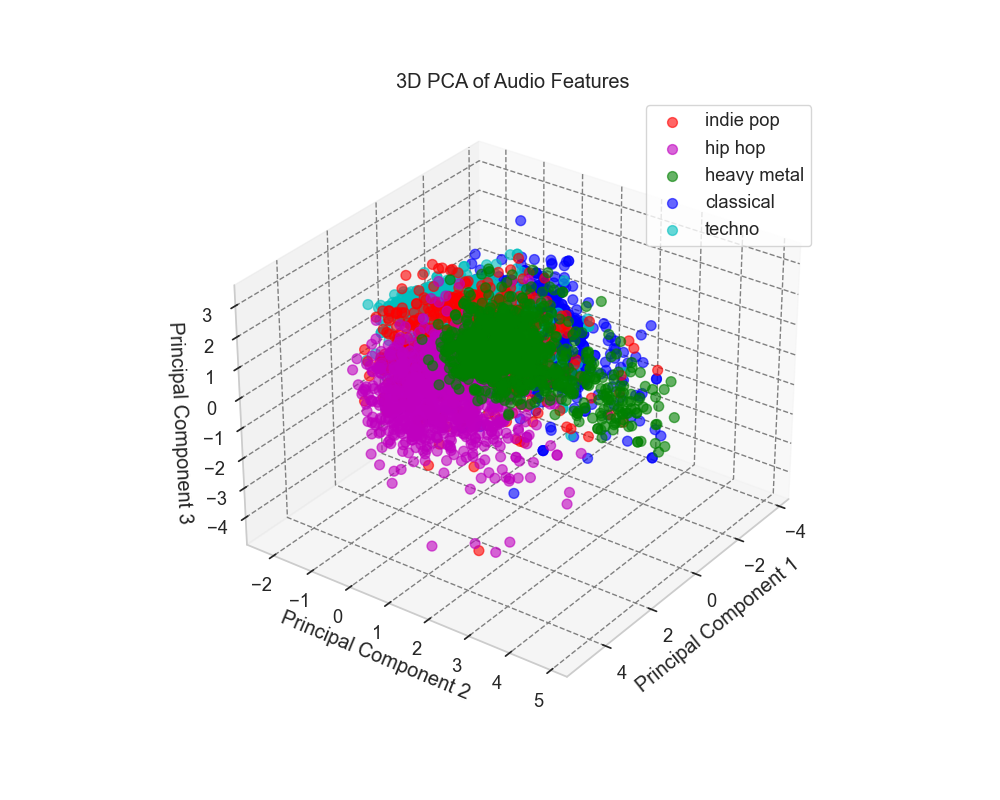 3D PCA of Audio Features
indie pop
hip hop
heavy metal
classical
techno
3
2
1
0
−1
−2
−3
−4
Principal Component 3
−2
−1
0
1
2
3
4
5
Principal Component 2
−4
−2
0
2
4
Principal Component 1